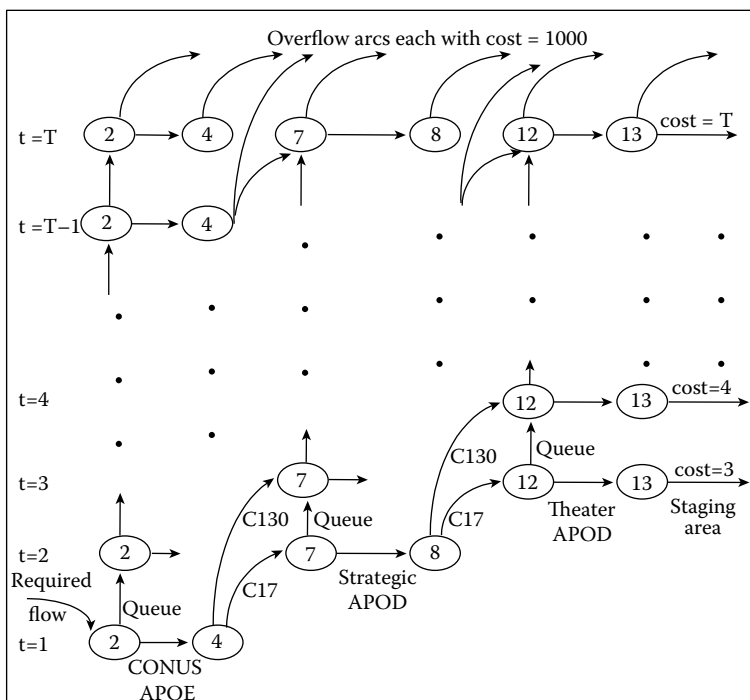 Overflow arcs each with cost = 1000
t =T
2
4
7
8
12
13
cost = T
t =T−1
2
4
t=4
12
13
cost=4
C130
Queue
t=3
7
12
13
cost=3
C130
Queue
C17
Theater
APOD
Staging
area
t=2
2
7
8
Required
flow
Queue
C17
Strategic
APOD
t=1
2
4
CONUS
APOE